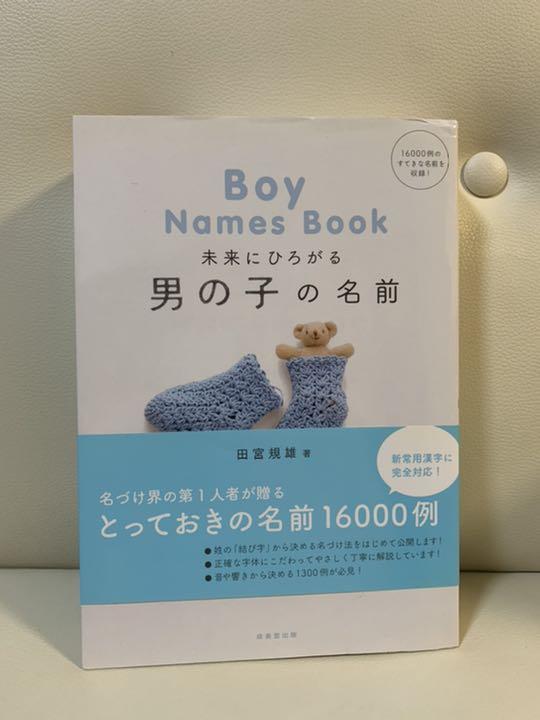 16000例の
すてきな名前を
収録!
Boy
Names Book
未来にひろがる
男の子の名前
田宮規雄 著
新常用漢字に
完全対応!
名づけ界の第1人者が贈る
とっておきの名前16000例
●姓の「結び字」から決める名づけ法をはじめて公開します!
●正確な字体にこだわってやさしく丁寧に解説しています!
●音や響きから決める1300例が必見!
成美堂出版